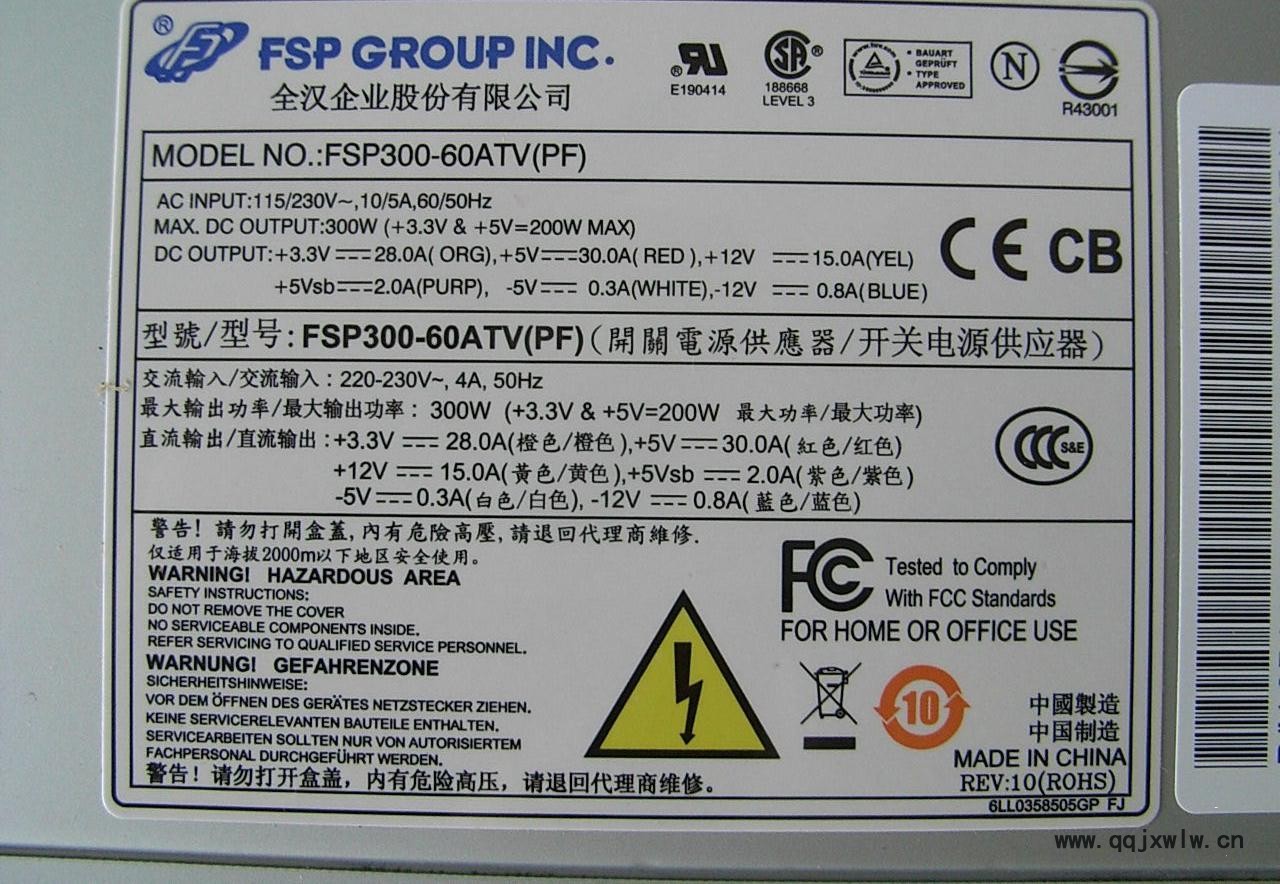 ® FSP GROUP INC.
全汉企业股份有限公司
® E190414
SA ®
188668
LEVEL 3
• BAUART
GEPRÜFT
• TYPE
APPROVED
N
R43001
MODEL NO.:FSP300-60ATV(PF)
AC INPUT:115/230V~,10/5A,60/50Hz
MAX. DC OUTPUT:300W (+3.3V & +5V=200W MAX)
DC OUTPUT:+3.3V⎓28.0A( ORG),+5V⎓30.0A( RED ),+12V ⎓15.0A(YEL)
+5Vsb⎓2.0A(PURP), -5V⎓ 0.3A(WHITE),-12V ⎓ 0.8A(BLUE)
CE CB
型號/型号: FSP300-60ATV(PF)(開關電源供應器/开关电源供应器)
交流輸入/交流输入: 220-230V~, 4A, 50Hz
最大輸出功率/最大输出功率: 300W (+3.3V & +5V=200W 最大功率/最大功率)
直流輸出/直流输出:+3.3V ⎓ 28.0A(橙色/橙色),+5V⎓30.0A( 紅色/红色)
+12V ⎓ 15.0A(黃色/黄色),+5Vsb ⎓ 2.0A(紫色/紫色)
-5V⎓0.3A(白色/白色), -12V ⎓ 0.8A( 藍色/蓝色)
CCC S&E
警告! 請勿打開盒蓋, 內有危險高壓, 請退回代理商維修.
仅适用于海拔2000m以下地区安全使用。
WARNING! HAZARDOUS AREA
SAFETY INSTRUCTIONS:
DO NOT REMOVE THE COVER
NO SERVICEABLE COMPONENTS INSIDE.
REFER SERVICING TO QUALIFIED SERVICE PERSONNEL.
WARNUNG! GEFAHRENZONE
SICHERHEITSHINWEISE:
VOR DEM ÖFFNEN DES GERÄTES NETZSTECKER ZIEHEN.
KEINE SERVICERELEVANTEN BAUTEILE ENTHALTEN.
SERVICEARBEITEN SOLLTEN NUR VON AUTORISIERTEM
FACHPERSONAL DURCHGEFÜHRT WERDEN.
警告! 请勿打开盒盖，内有危险高压，请退回代理商维修。
FCC Tested to Comply
With FCC Standards
FOR HOME OR OFFICE USE
10
中國製造
中国制造
MADE IN CHINA
REV:10(ROHS)
6LL0358505GP FJ
www.qqjxwlw.cn